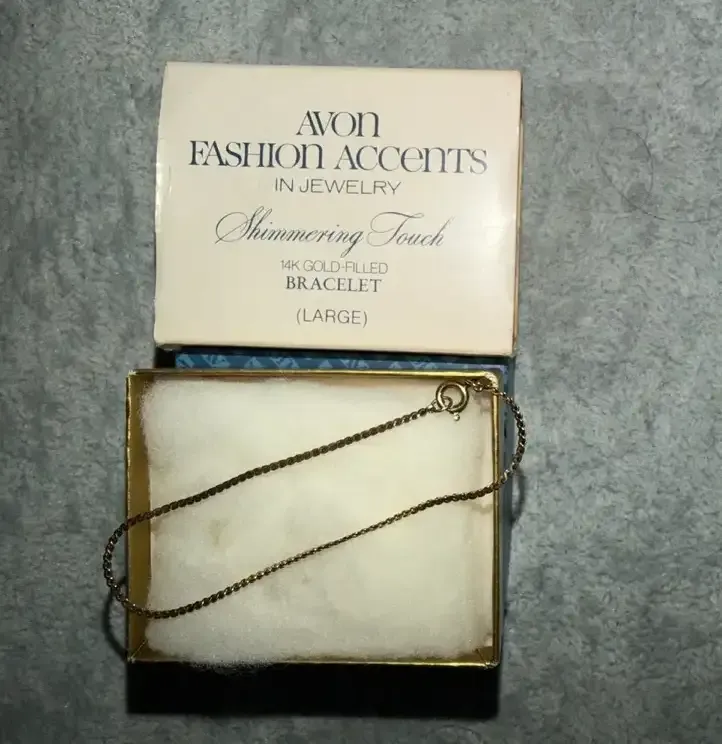 AVON
FASHION ACCENTS
IN JEWELRY
Shimmering Touch
14K GOLD-FILLED
BRACELET
(LARGE)